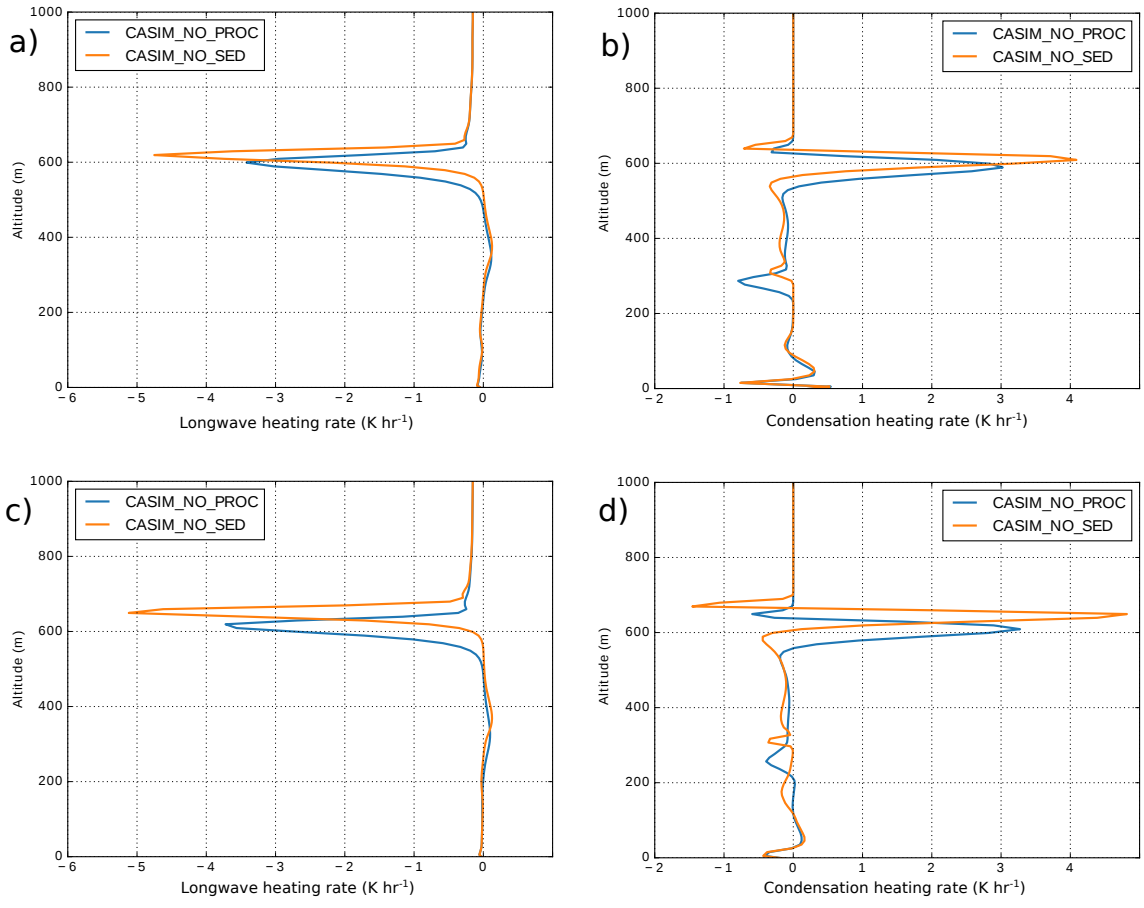 a)
CASIM_NO_PROC
CASIM_NO_SED
1000
800
600
400
200
0
Altitude (m)
−6 −5 −4 −3 −2 −1 0
Longwave heating rate (K hr⁻¹)
b)
CASIM_NO_PROC
CASIM_NO_SED
1000
800
600
400
200
0
Altitude (m)
−2 −1 0 1 2 3 4
Condensation heating rate (K hr⁻¹)
c)
CASIM_NO_PROC
CASIM_NO_SED
1000
800
600
400
200
0
Altitude (m)
−6 −5 −4 −3 −2 −1 0
Longwave heating rate (K hr⁻¹)
d)
CASIM_NO_PROC
CASIM_NO_SED
1000
800
600
400
200
0
Altitude (m)
−2 −1 0 1 2 3 4
Condensation heating rate (K hr⁻¹)